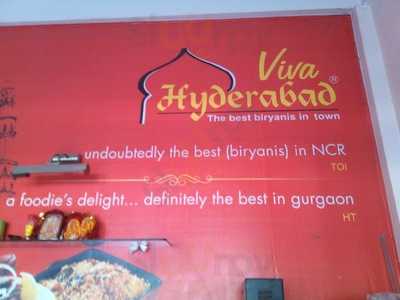 Viva
Hyderabad®
The best biryanis in town
undoubtedly the best (biryanis) in NCR
TOI
a foodie's delight... definitely the best in gurgaon
HT